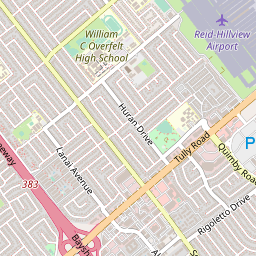 Reid-Hillview
Airport
William
C Overfelt
High School
Huran Drive
Tully Road
Quimby Road
P
Lanai Avenue
383
Rigoletto Drive